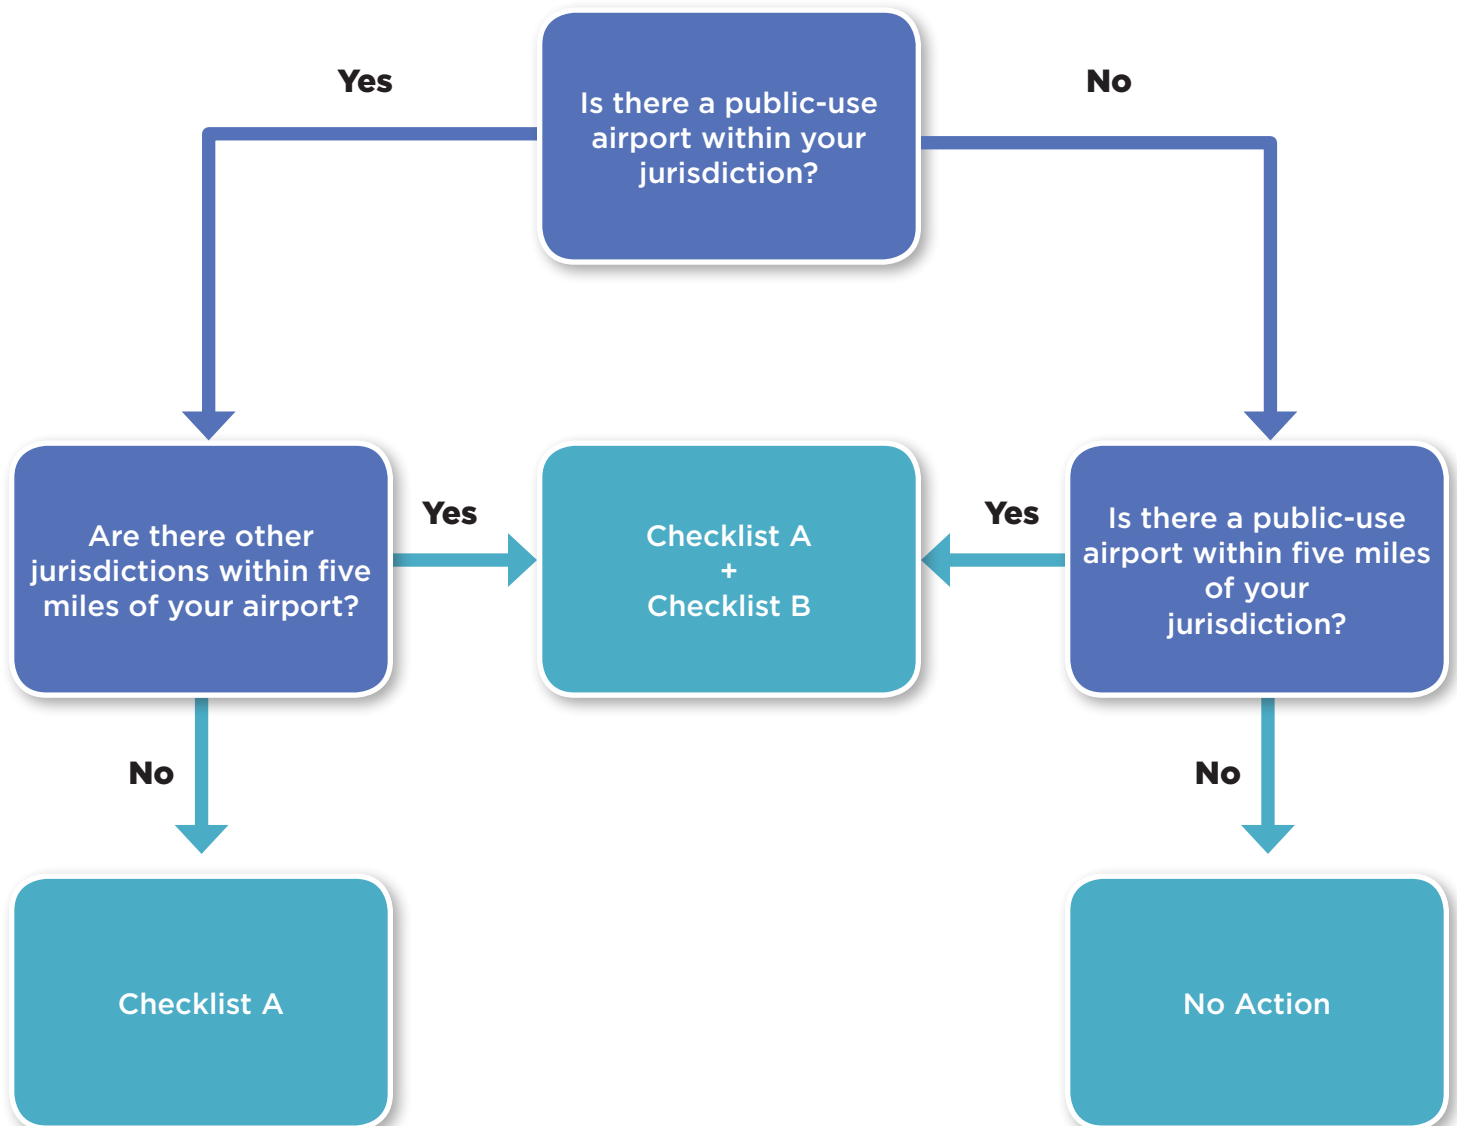 Yes
Is there a public-use
airport within your
jurisdiction?
No
Are there other
jurisdictions within five
miles of your airport?
Yes
Checklist A
+
Checklist B
Yes
Is there a public-use
airport within five miles
of your
jurisdiction?
No
No
Checklist A
No Action